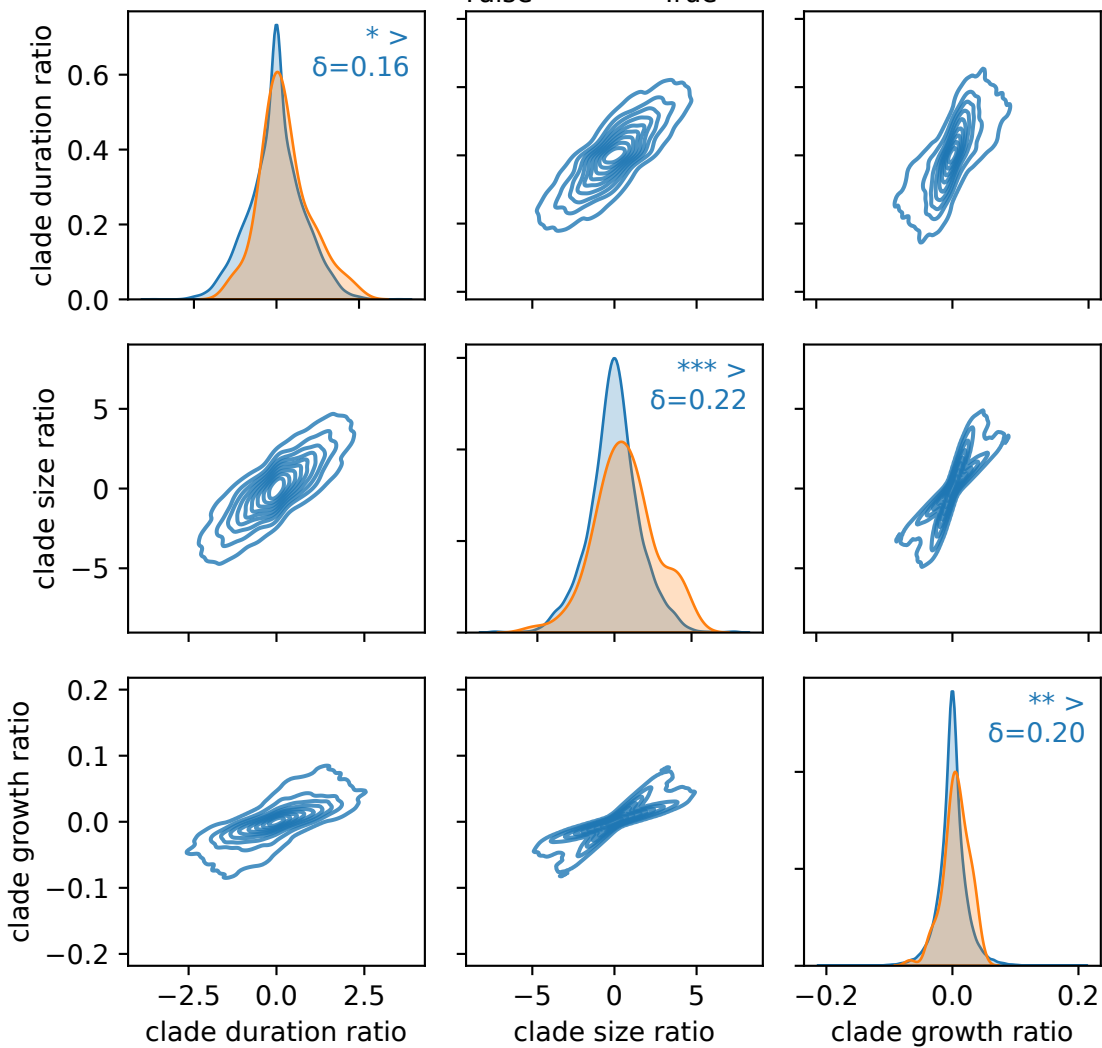 clade duration ratio
0.6
0.4
0.2
0.0
* >
δ=0.16
True
clade size ratio
5
0
−5
*** >
δ=0.22
clade growth ratio
0.2
0.1
0.0
−0.1
−0.2
** >
δ=0.20
−2.5 0.0 2.5
clade duration ratio
−5 0 5
clade size ratio
−0.2 0.0 0.2
clade growth ratio